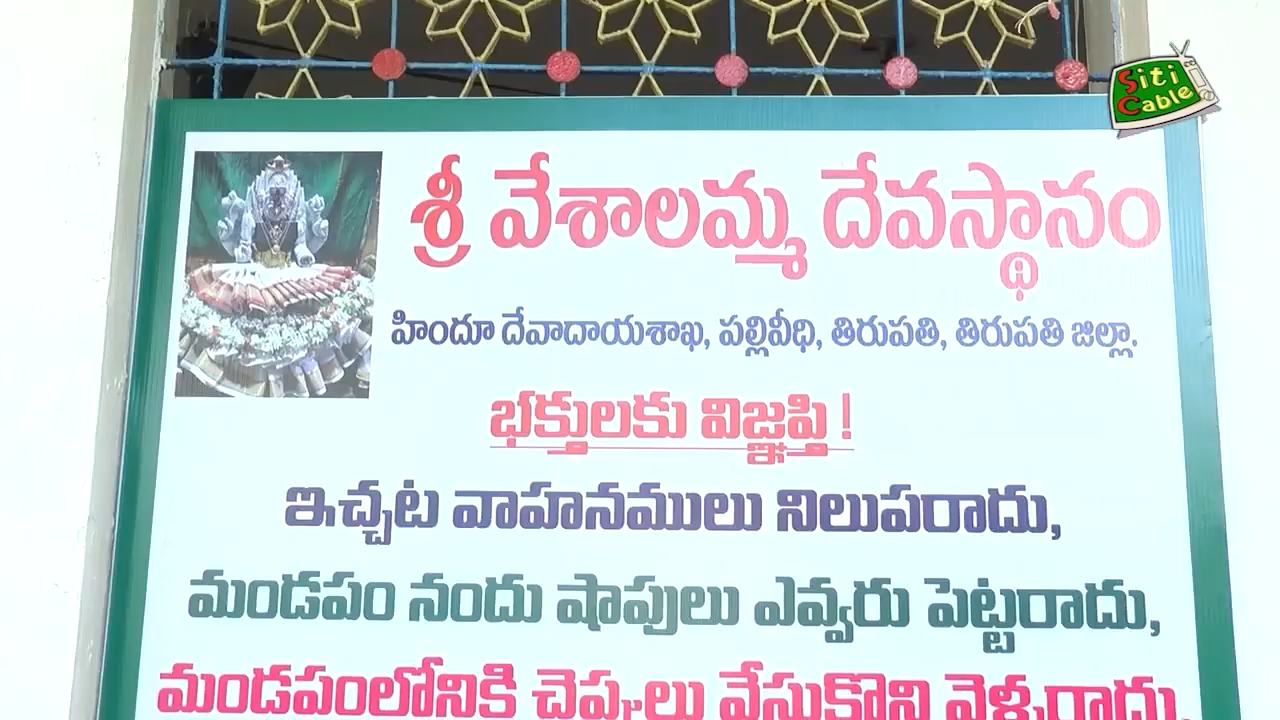 Siti
Cable
శ్రీ వేశాలమ్మ దేవస్థానం
హిందూ దేవాదాయశాఖ, పల్లివీధి, తిరుపతి, తిరుపతి జిల్లా.
భక్తులకు విజ్ఞప్తి !
ఇచ్చట వాహనములు నిలుపరాదు,
మండపం నందు షాపులు ఎవ్వరు పెట్టరాదు,
మండపంలోనికి చెప్పులు వేసుకొని వెళ్ళరాదు.